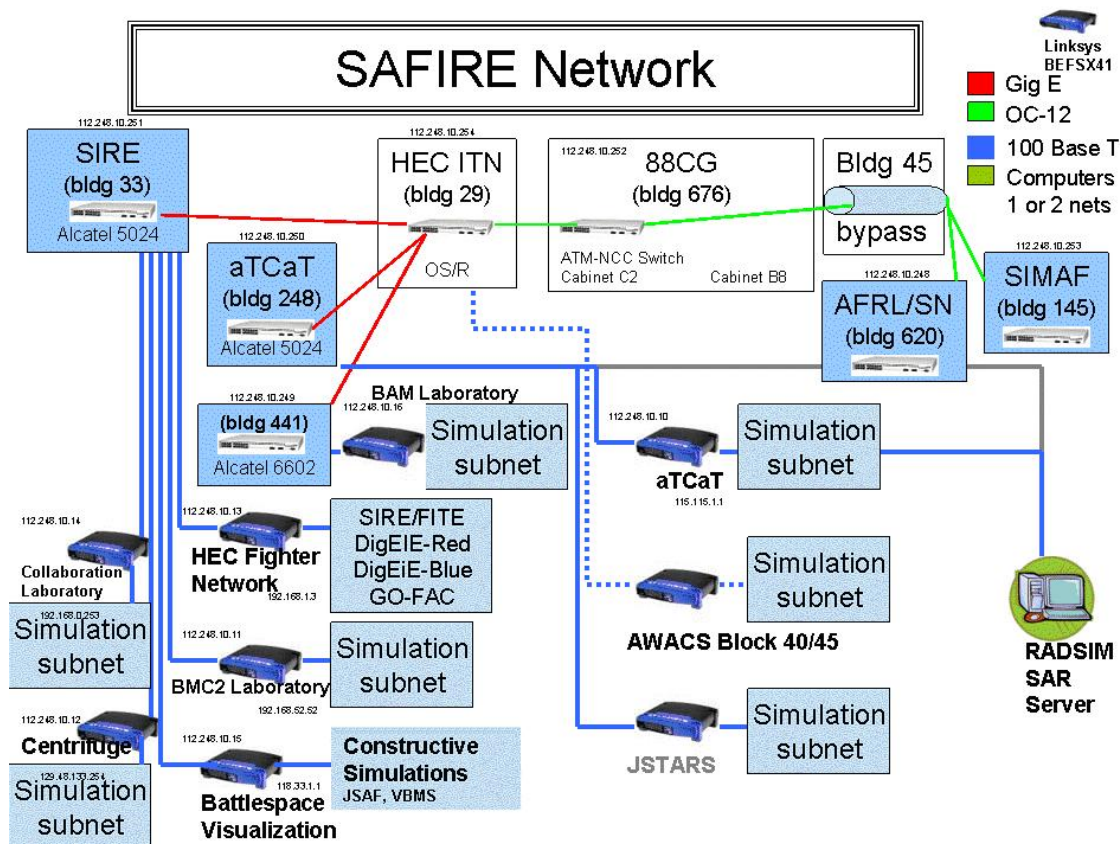 SAFIRE Network
Linksys
BEFSX41
Gig E
OC-12
100 Base T
Computers
1 or 2 nets
112.248.10.251
SIRE
(bldg 33)
Alcatel 5024
112.248.10.254
HEC ITN
(bldg 29)
OS/R
112.248.10.252
88CG
(bldg 676)
ATM-NCC Switch
Cabinet C2
Cabinet B8
Bldg 45
bypass
112.248.10.253
SIMAF
(bldg 145)
112.248.10.248
AFRL/SN
(bldg 620)
112.248.10.250
aTCaT
(bldg 248)
Alcatel 5024
112.248.10.249
(bldg 441)
Alcatel 6602
BAM Laboratory
112.248.10.16
Simulation
subnet
112.248.10.10
aTCaT
115.115.1.1
Simulation
subnet
112.248.10.13
HEC Fighter
Network
192.168.1.3
SIRE/FITE
DigEIE-Red
DigEiE-Blue
GO-FAC
112.248.10.14
Collaboration
Laboratory
192.168.0.253
Simulation
subnet
AWACS Block 40/45
Simulation
subnet
RADSIM
SAR
Server
112.248.10.11
BMC2 Laboratory
192.168.52.52
Simulation
subnet
112.248.10.12
Centrifuge
129.48.133.254
Simulation
subnet
112.248.10.15
118.33.1.1
Battlespace
Visualization
Constructive
Simulations
JSAF, VBMS
JSTARS
Simulation
subnet